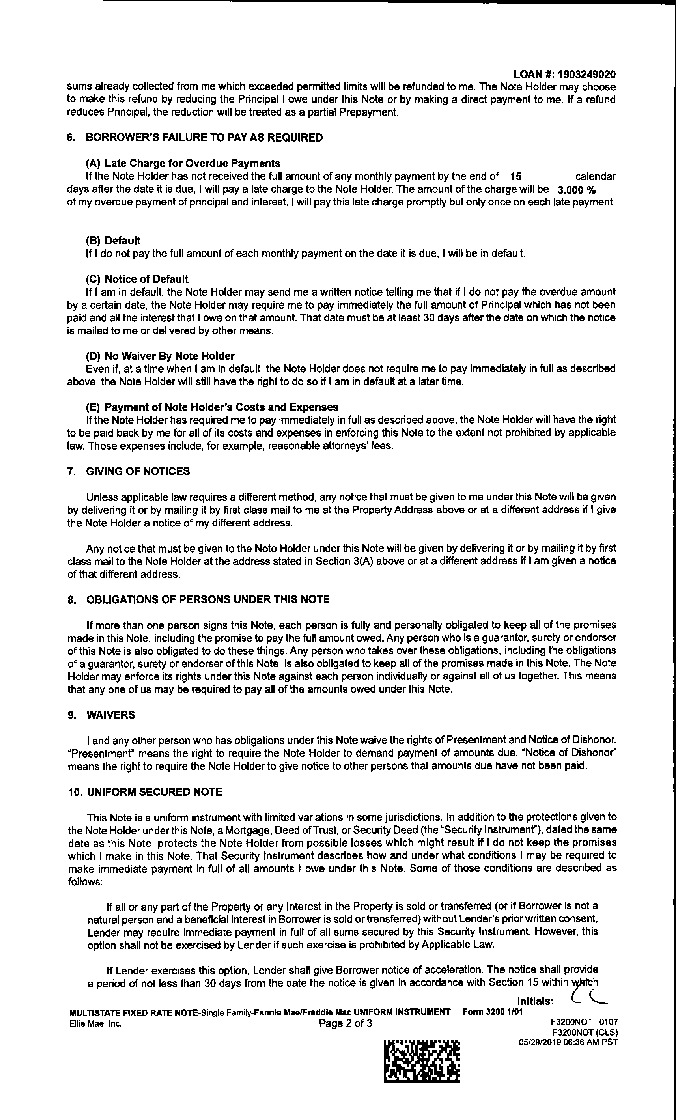 LOAN #: 1903249020
sums already collected from me which exceeded permitted limits will be refunded to me. The Note Holder may choose
to make this refund by reducing the Principal I owe under this Note or by making a direct payment to me. If a refund
reduces Principal, the reduction will be treated as a partial Prepayment.
6. BORROWER'S FAILURE TO PAY AS REQUIRED
(A) Late Charge for Overdue Payments
If the Note Holder has not received the full amount of any monthly payment by the end of 15 calendar
days after the date it is due, I will pay a late charge to the Note Holder. The amount of the charge will be 3.000 %
of my overdue payment of principal and interest. I will pay this late charge promptly but only once on each late payment
(B) Default
If I do not pay the full amount of each monthly payment on the date it is due, I will be in default.
(C) Notice of Default
If I am in default, the Note Holder may send me a written notice telling me that if I do not pay the overdue amount
by a certain date, the Note Holder may require me to pay immediately the full amount of Principal which has not been
paid and all the interest that I owe on that amount. That date must be at least 30 days after the date on which the notice
is mailed to me or delivered by other means.
(D) No Waiver By Note Holder
Even if, at a time when I am in default, the Note Holder does not require me to pay immediately in full as described
above, the Note Holder will still have the right to do so if I am in default at a later time.
(E) Payment of Note Holder's Costs and Expenses
If the Note Holder has required me to pay immediately in full as described above, the Note Holder will have the right
to be paid back by me for all of its costs and expenses in enforcing this Note to the extent not prohibited by applicable
law. Those expenses include, for example, reasonable attorneys' fees.
7. GIVING OF NOTICES
Unless applicable law requires a different method, any notice that must be given to me under this Note will be given
by delivering it or by mailing it by first class mail to me at the Property Address above or at a different address if I give
the Note Holder a notice of my different address.
Any notice that must be given to the Note Holder under this Note will be given by delivering it or by mailing it by first
class mail to the Note Holder at the address stated in Section 3(A) above or at a different address if I am given a notice
of that different address.
8. OBLIGATIONS OF PERSONS UNDER THIS NOTE
If more than one person signs this Note, each person is fully and personally obligated to keep all of the promises
made in this Note, including the promise to pay the full amount owed. Any person who is a guarantor, surety or endorser
of this Note is also obligated to do these things. Any person who takes over these obligations, including the obligations
of a guarantor, surety or endorser of this Note, is also obligated to keep all of the promises made in this Note. The Note
Holder may enforce its rights under this Note against each person individually or against all of us together. This means
that any one of us may be required to pay all of the amounts owed under this Note.
9. WAIVERS
I and any other person who has obligations under this Note waive the rights of Presentment and Notice of Dishonor.
"Presentment" means the right to require the Note Holder to demand payment of amounts due. "Notice of Dishonor"
means the right to require the Note Holder to give notice to other persons that amounts due have not been paid.
10. UNIFORM SECURED NOTE
This Note is a uniform instrument with limited variations in some jurisdictions. In addition to the protections given to
the Note Holder under this Note, a Mortgage, Deed of Trust, or Security Deed (the "Security Instrument"), dated the same
date as this Note, protects the Note Holder from possible losses which might result if I do not keep the promises
which I make in this Note. That Security Instrument describes how and under what conditions I may be required to
make immediate payment in full of all amounts I owe under this Note. Some of those conditions are described as
follows:
If all or any part of the Property or any Interest in the Property is sold or transferred (or if Borrower is not a
natural person and a beneficial interest in Borrower is sold or transferred) without Lender's prior written consent,
Lender may require immediate payment in full of all sums secured by this Security Instrument. However, this
option shall not be exercised by Lender if such exercise is prohibited by Applicable Law.
If Lender exercises this option, Lender shall give Borrower notice of acceleration. The notice shall provide
a period of not less than 30 days from the date the notice is given in accordance with Section 15 within which
Initials: CC
MULTISTATE FIXED RATE NOTE-Single Family-Fannie Mae/Freddie Mac UNIFORM INSTRUMENT Form 3200 1/01
Ellie Mae, Inc. Page 2 of 3 F3200NOT 0107
F3200NOT (CLS)
05/29/2019 06:36 AM PST